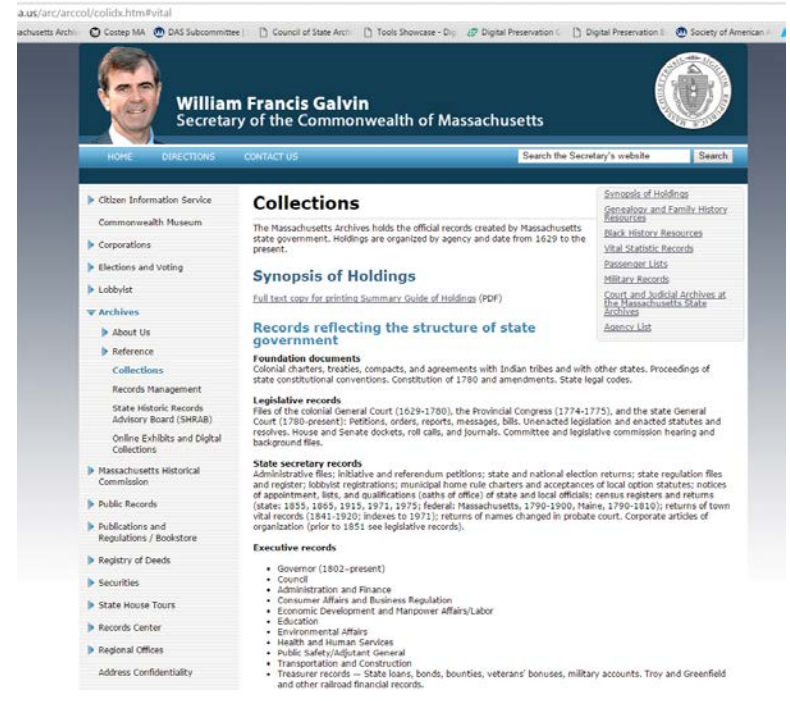 a.us/arc/arccol/colidx.htm#vital
Costep MA
DAS Subcommittee
Council of State Archi
Tools Showcase - Dig
Digital Preservation
Digital Preservation
Society of American
William Francis Galvin
Secretary of the Commonwealth of Massachusetts
HOME DIRECTIONS CONTACT US
Search the Secretary's website Search
Citizen Information Service
Commonwealth Museum
Corporations
Elections and Voting
Lobbyist
Archives
About Us
Reference
Collections
Records Management
State Historic Records
Advisory Board (SHRAB)
Online Exhibits and Digital
Collections
Massachusetts Historical
Commission
Public Records
Publications and
Regulations / Bookstore
Registry of Deeds
Securities
State House Tours
Records Center
Regional Offices
Address Confidentiality
Collections
The Massachusetts Archives holds the official records created by Massachusetts
state government. Holdings are organized by agency and date from 1629 to the
present.
Synopsis of Holdings
Full text copy for printing Summary Guide of Holdings (PDF)
Records reflecting the structure of state
government
Foundation documents
Colonial charters, treaties, compacts, and agreements with Indian tribes and with other states. Proceedings of
state constitutional conventions. Constitution of 1780 and amendments. State legal codes.
Legislative records
Files of the colonial General Court (1629-1780), the Provincial Congress (1774-
1775), and the state General
Court (1780-present): Petitions, orders, reports, messages, bills. Unenacted legislation and enacted statutes and
resolves. House and Senate dockets, roll calls, and journals. Committee and legislative commission hearing and
background files.
State secretary records
Administrative files; initiative and referendum petitions; state and national election returns; state regulation files
and register; lobbyist registrations; municipal home rule charters and acceptances of local option statutes; notices
of appointment, lists, and qualifications (oaths of office) of state and local officials; census registers and returns
(state: 1855, 1865, 1915, 1971, 1975; federal: Massachusetts, 1790-1900, Maine, 1790-1810); returns of town
vital records (1841-1920; indexes to 1971); returns of names changed in probate court. Corporate articles of
organization (prior to 1851 see legislative records).
Executive records
Governor (1802–present)
Council
Administration and Finance
Consumer Affairs and Business Regulation
Economic Development and Manpower Affairs/Labor
Education
Environmental Affairs
Health and Human Services
Public Safety/Adjutant General
Transportation and Construction
Treasurer records — State loans, bonds, bounties, veterans' bonuses, military accounts. Troy and Greenfield
and other railroad financial records.
Synopsis of Holdings
Genealogy and Family History
Resources
Black History Resources
Vital Statistic Records
Passenger Lists
Military Records
Court and Judicial Archives at
the Massachusetts State
Archives
Agency List